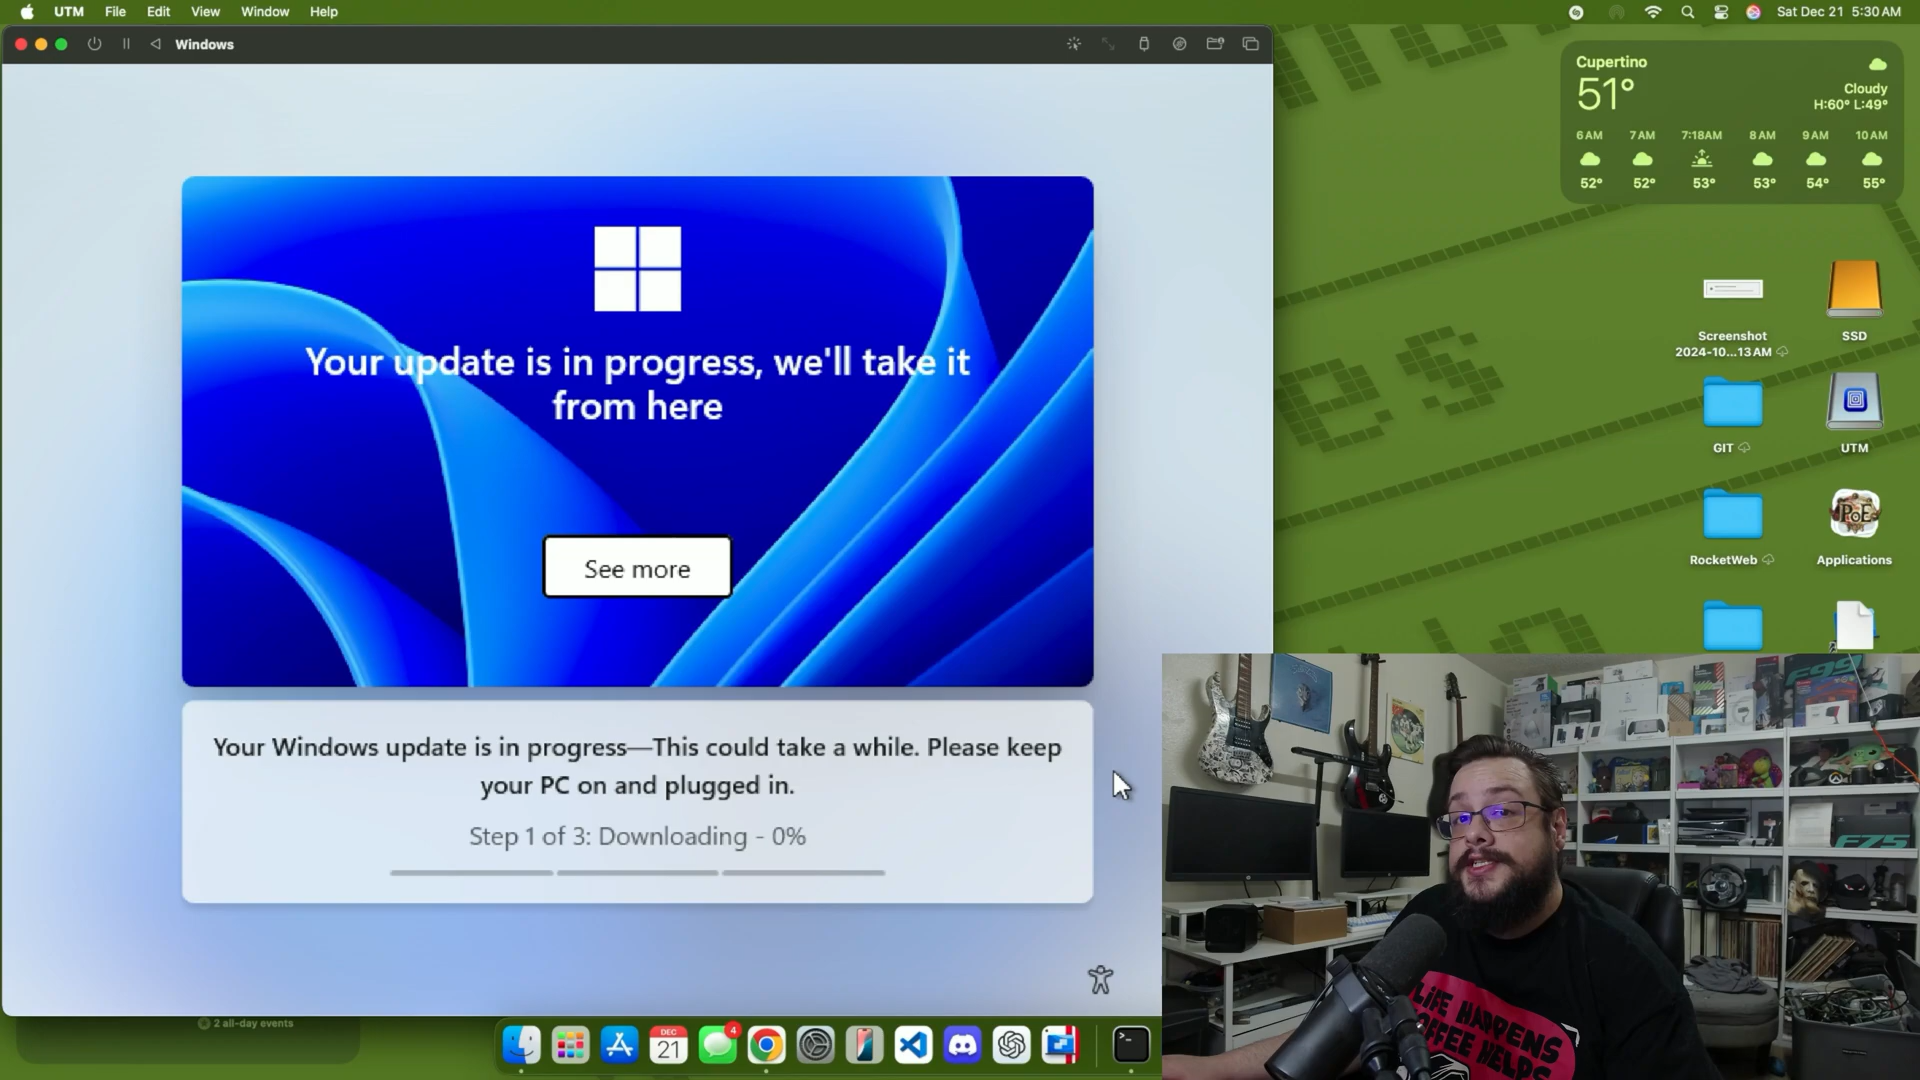 UTM File Edit View Window Help
Sat Dec 21 5:30 AM
Windows
Cupertino
51°
Cloudy
H:60° L:49°
6 AM 7 AM 7:18AM 8 AM 9 AM 10 AM
52° 52° 53° 53° 54° 55°
Your update is in progress, we'll take it
from here
See more
Your Windows update is in progress—This could take a while. Please keep
your PC on and plugged in.
Step 1 of 3: Downloading - 0%
Screenshot
2024-10...13 AM
SSD
GIT
UTM
RocketWeb
PoE
Applications
2 all-day events
DEC
21
4
F99
F75
LIFE HAPPENS
COFFEE HELPS